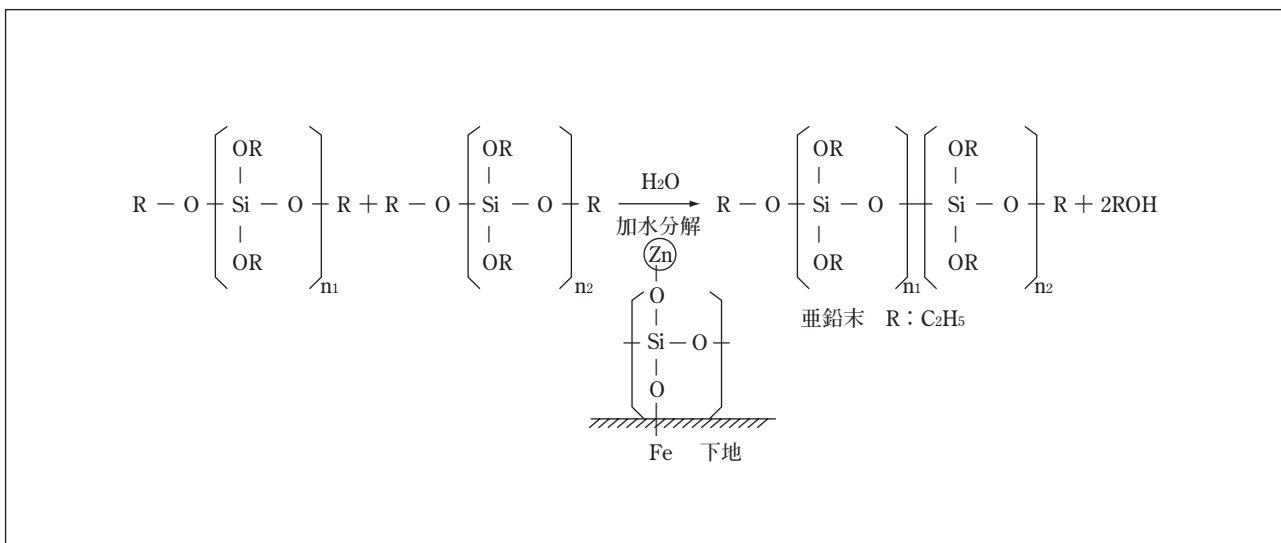 OR OR OR OR
R − O − Si − O − R + R − O − Si − O − R H₂O 加水分解 R − O − Si − O − Si − O − R + 2ROH
OR OR OR OR
n₁ n₂ n₁ n₂
Zn
O
Si − O
O
Fe 下地
亜鉛末 R：C₂H₅